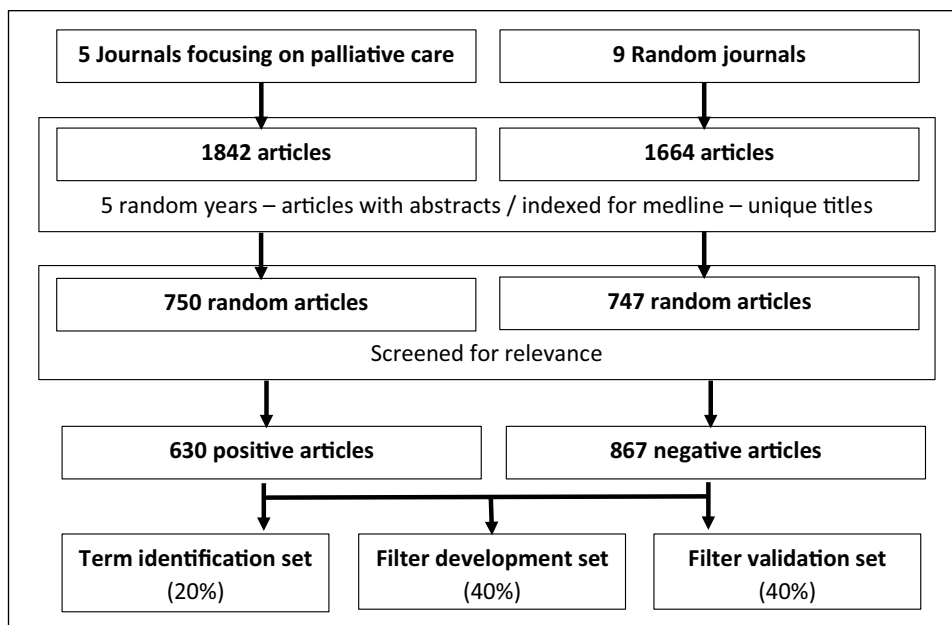 5 Journals focusing on palliative care
9 Random journals
1842 articles
1664 articles
5 random years – articles with abstracts / indexed for medline – unique titles
750 random articles
747 random articles
Screened for relevance
630 positive articles
867 negative articles
Term identification set
(20%)
Filter development set
(40%)
Filter validation set
(40%)